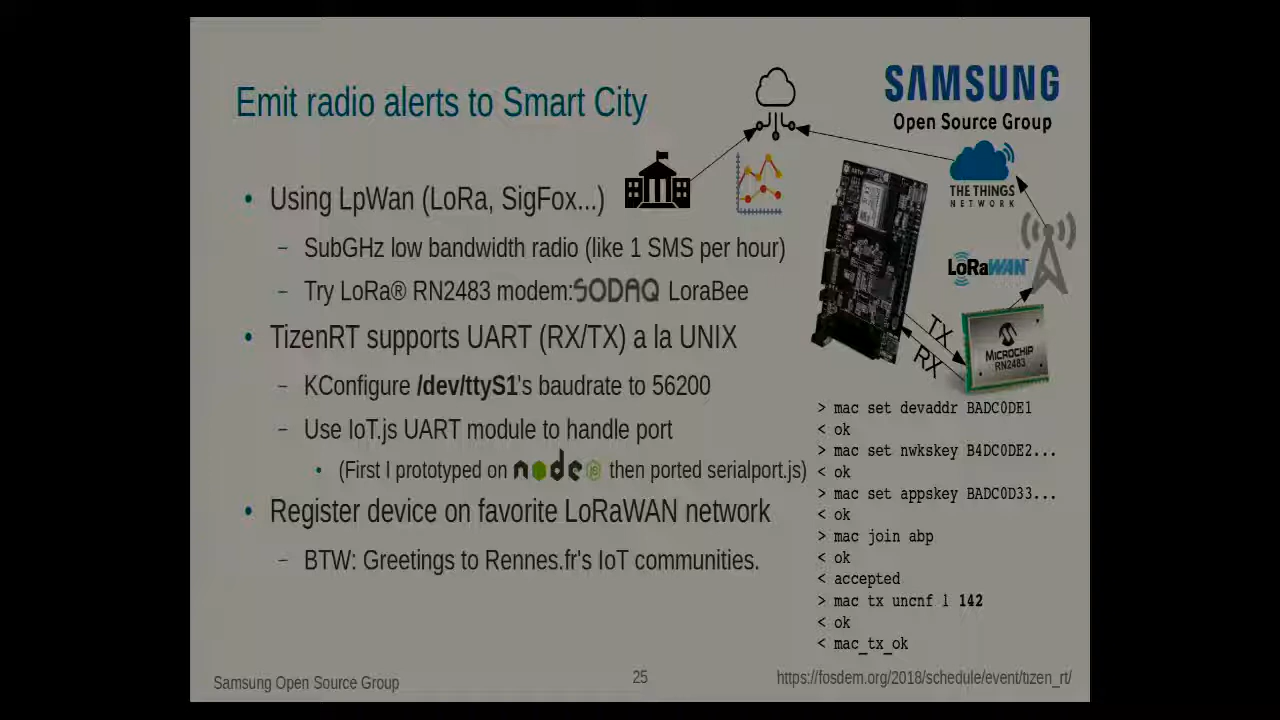 Emit radio alerts to Smart City
SAMSUNG
Open Source Group
THE THINGS
NETWORK
• Using LpWan (LoRa, SigFox...)
– SubGHz low bandwidth radio (like 1 SMS per hour)
– Try LoRa® RN2483 modem:SODAQ LoraBee
• TizenRT supports UART (RX/TX) a la UNIX
– KConfigure /dev/ttyS1's baudrate to 56200
– Use IoT.js UART module to handle port
• (First I prototyped on node js then ported serialport.js)
• Register device on favorite LoRaWAN network
– BTW: Greetings to Rennes.fr's IoT communities.
LoRaWAN
TX
RX
MICROCHIP
RN2483
> mac set devaddr BADC0DE1
< ok
> mac set nwkskey B4DC0DE2...
< ok
> mac set appskey BADC0D33...
< ok
> mac join abp
< ok
< accepted
> mac tx uncnf 1 142
< ok
< mac_tx_ok
Samsung Open Source Group
25
https://fosdem.org/2018/schedule/event/tizen_rt/